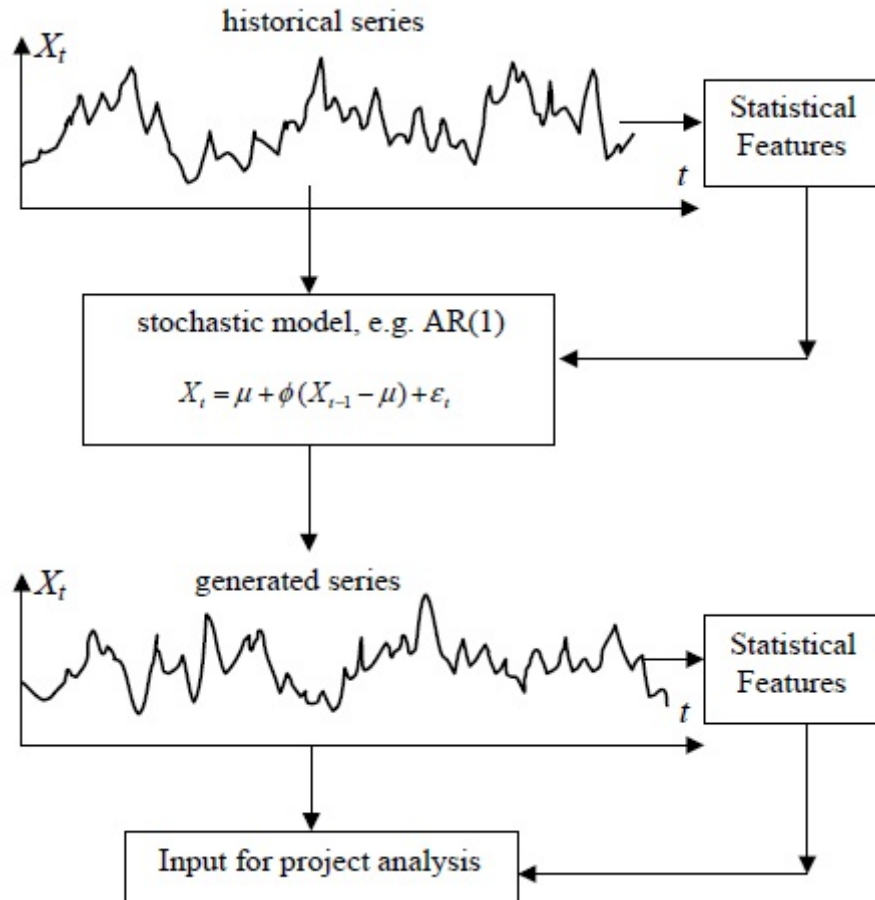 historical series
X_t
Statistical
Features
t
stochastic model, e.g. AR(1)
X_t = μ + ϕ(X_{t−1} − μ) + ε_t
generated series
X_t
Statistical
Features
t
Input for project analysis